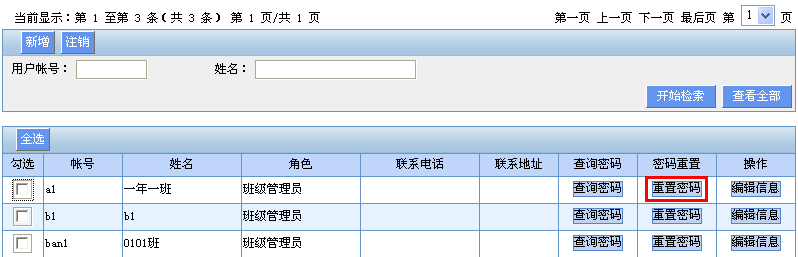 当前显示：第 1 至第 3 条(共 3 条) 第 1 页/共 1 页 第一页 上一页 下一页 最后页 第 1 页
新增 注销
用户帐号： 姓名：
开始检索 查看全部
全选
勾选 帐号 姓名 角色 联系电话 联系地址 查询密码 密码重置 操作
a1 一年一班 班级管理员 查询密码 重置密码 编辑信息
b1 b1 班级管理员 查询密码 重置密码 编辑信息
ban1 0101班 班级管理员 查询密码 重置密码 编辑信息